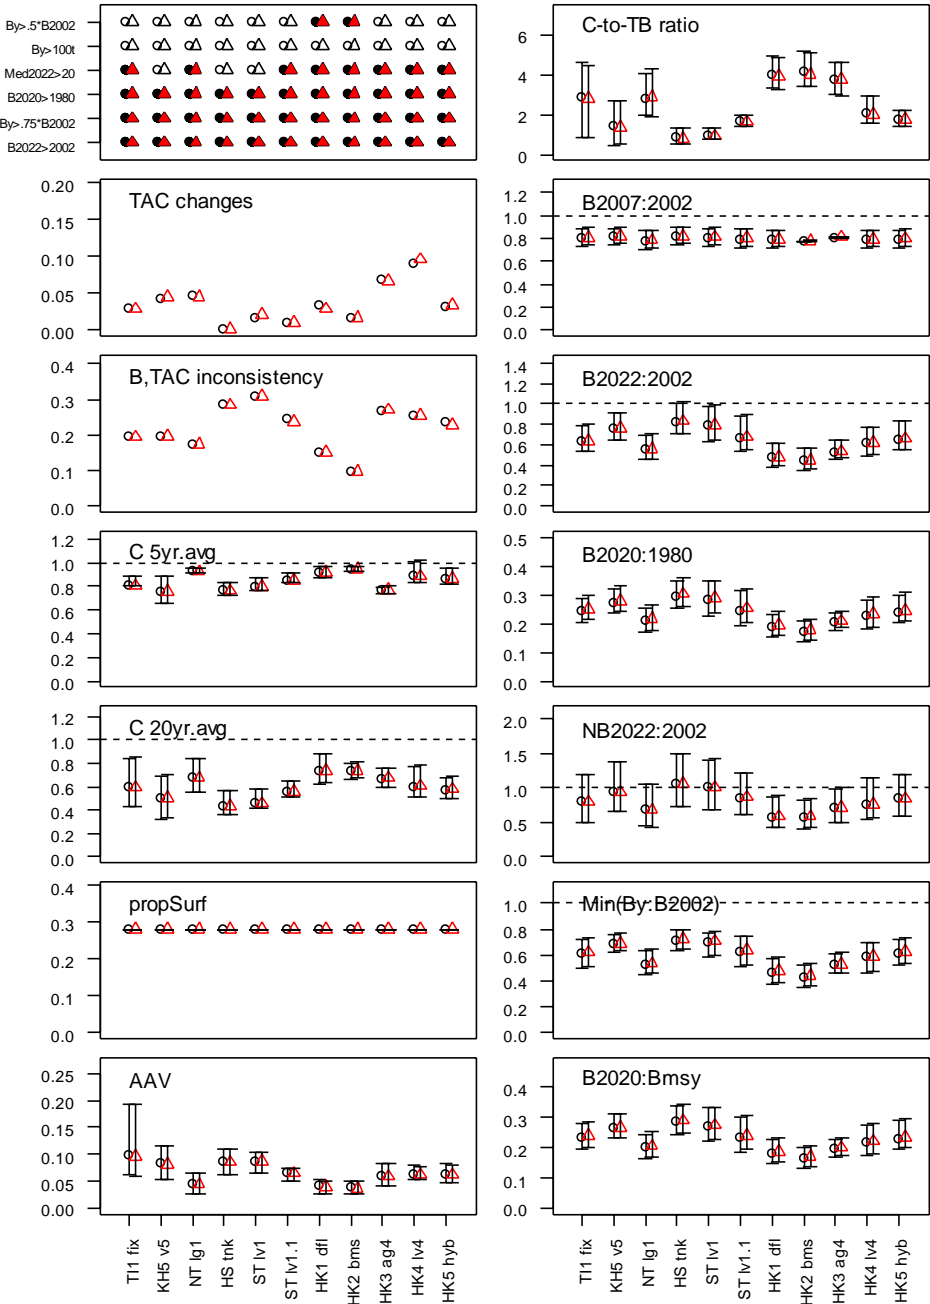 By>.5*B2002
By>100t
Med2022>20
B2020>1980
By>.75*B2002
B2022>2002
C-to-TB ratio
6
4
2
0
TAC changes
0.20
0.15
0.10
0.05
0.00
B2007:2002
1.2
1.0
0.8
0.6
0.4
0.2
0.0
B,TAC inconsistency
0.4
0.3
0.2
0.1
0.0
B2022:2002
1.4
1.2
1.0
0.8
0.6
0.4
0.2
0.0
C 5yr.avg
1.2
1.0
0.8
0.6
0.4
0.2
0.0
B2020:1980
0.5
0.4
0.3
0.2
0.1
0.0
C 20yr.avg
1.2
1.0
0.8
0.6
0.4
0.2
0.0
NB2022:2002
2.0
1.5
1.0
0.5
0.0
propSurf
0.4
0.3
0.2
0.1
0.0
Min(By:B2002)
1.0
0.8
0.6
0.4
0.2
0.0
AAV
0.25
0.20
0.15
0.10
0.05
0.00
B2020:Bmsy
0.4
0.3
0.2
0.1
0.0
TI1 fix
KH5 v5
NT lg1
HS tnk
ST lv1
ST lv1.1
HK1 dfl
HK2 bms
HK3 ag4
HK4 lv4
HK5 hyb
TI1 fix
KH5 v5
NT lg1
HS tnk
ST lv1
ST lv1.1
HK1 dfl
HK2 bms
HK3 ag4
HK4 lv4
HK5 hyb